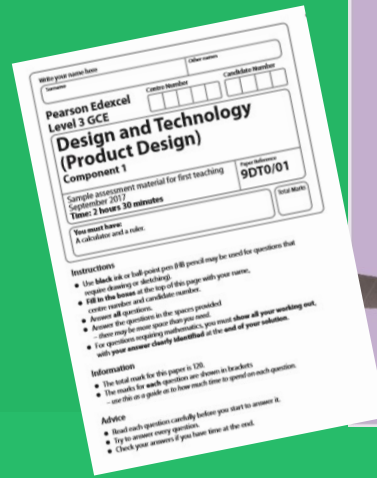 Write your name here
Surname
Other names
Pearson Edexcel
Level 3 GCE
Centre Number
Candidate Number
Design and Technology
(Product Design)
Component 1
Sample assessment material for first teaching
September 2017
Time: 2 hours 30 minutes
Paper Reference
9DT0/01
You must have:
A calculator and a ruler.
Total Marks
Instructions
• Use black ink or ball-point pen (HB pencil may be used for questions that
require drawing or sketching).
• Fill in the boxes at the top of this page with your name,
centre number and candidate number.
• Answer all questions.
• Answer the questions in the spaces provided
– there may be more space than you need.
• For questions requiring mathematics, you must show all your working out,
with your answer clearly identified at the end of your solution.
Information
• The total mark for this paper is 120.
• The marks for each question are shown in brackets
– use this as a guide as to how much time to spend on each question.
Advice
• Read each question carefully before you start to answer it.
• Try to answer every question.
• Check your answers if you have time at the end.